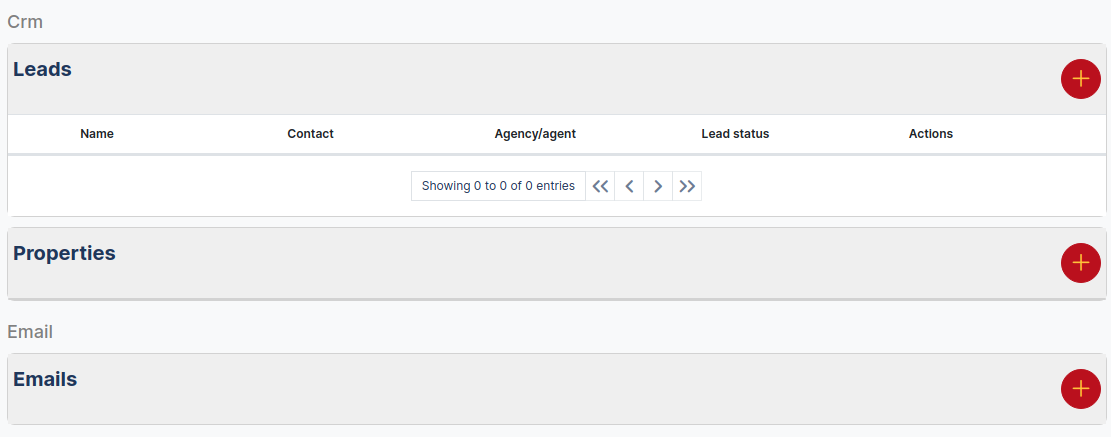 Crm
Leads
Name Contact Agency/agent Lead status Actions
Showing 0 to 0 of 0 entries
Properties
Email
Emails